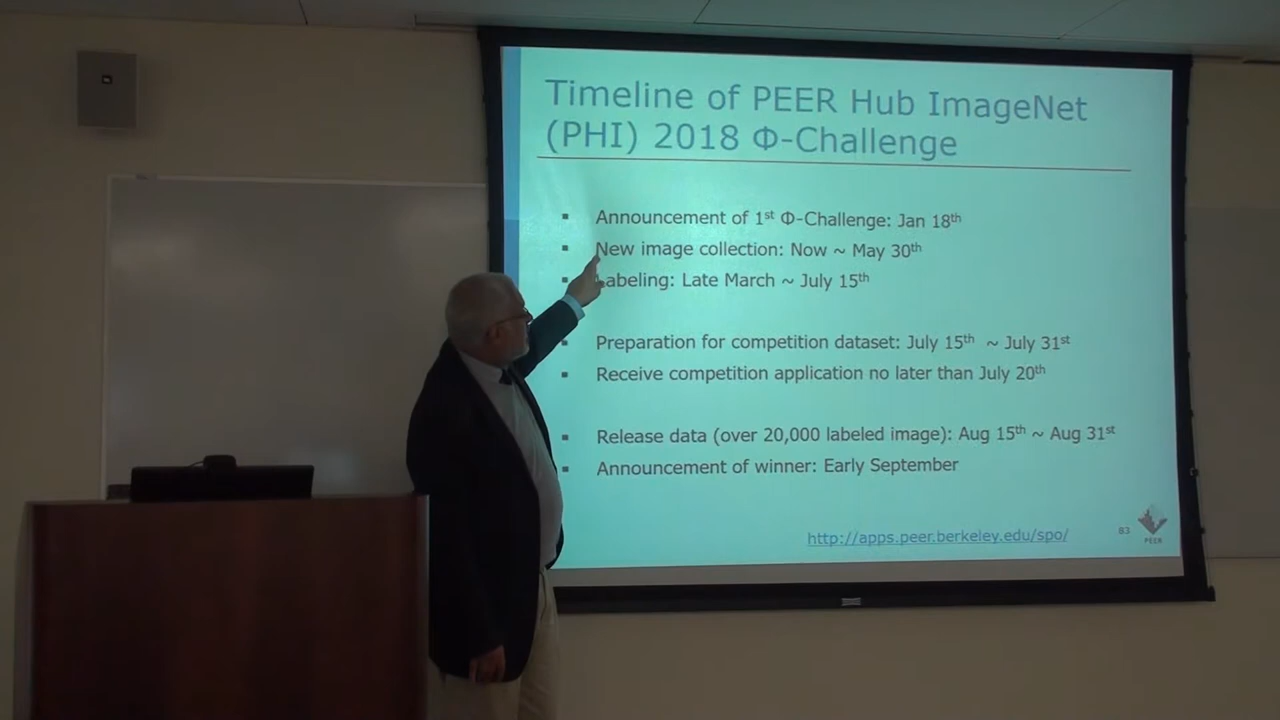 Timeline of PEER Hub ImageNet
(PHI) 2018 Φ-Challenge
▪ Announcement of 1st Φ-Challenge: Jan 18th
▪ New image collection: Now ~ May 30th
▪ Labeling: Late March ~ July 15th
▪ Preparation for competition dataset: July 15th ~ July 31st
▪ Receive competition application no later than July 20th
▪ Release data (over 20,000 labeled image): Aug 15th ~ Aug 31st
▪ Announcement of winner: Early September
http://apps.peer.berkeley.edu/spo/
83
PEER